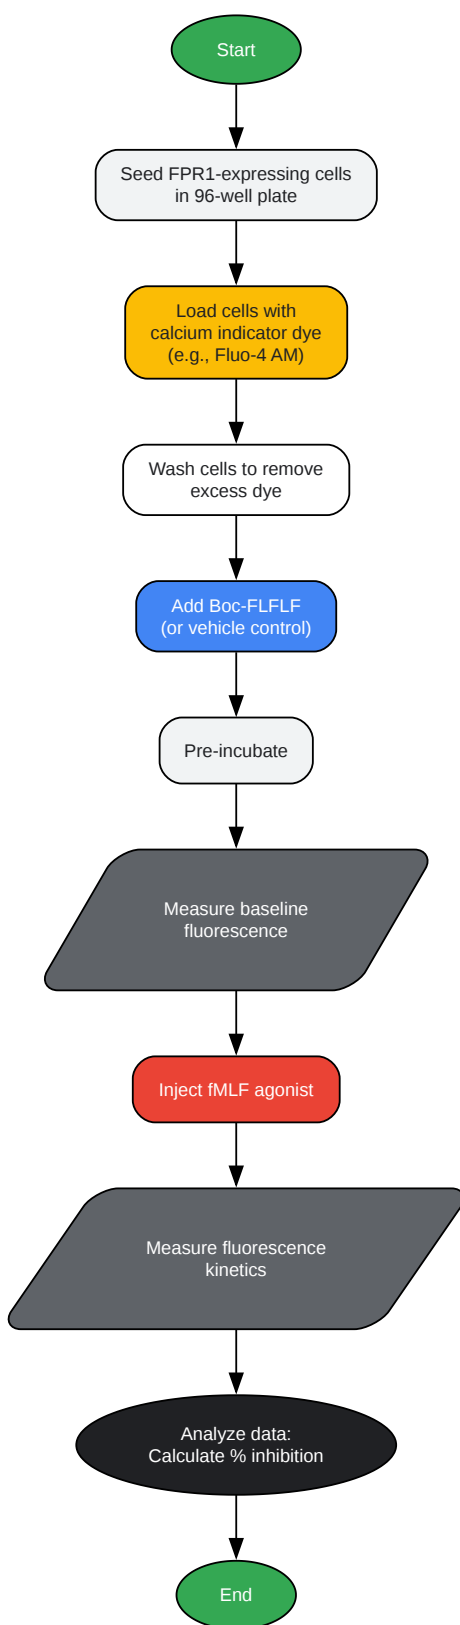 Start
Seed FPR1-expressing cells
in 96-well plate
Load cells with
calcium indicator dye
(e.g., Fluo-4 AM)
Wash cells to remove
excess dye
Add Boc-FLFLF
(or vehicle control)
Pre-incubate
Measure baseline
fluorescence
Inject fMLF agonist
Measure fluorescence
kinetics
Analyze data:
Calculate % inhibition
End